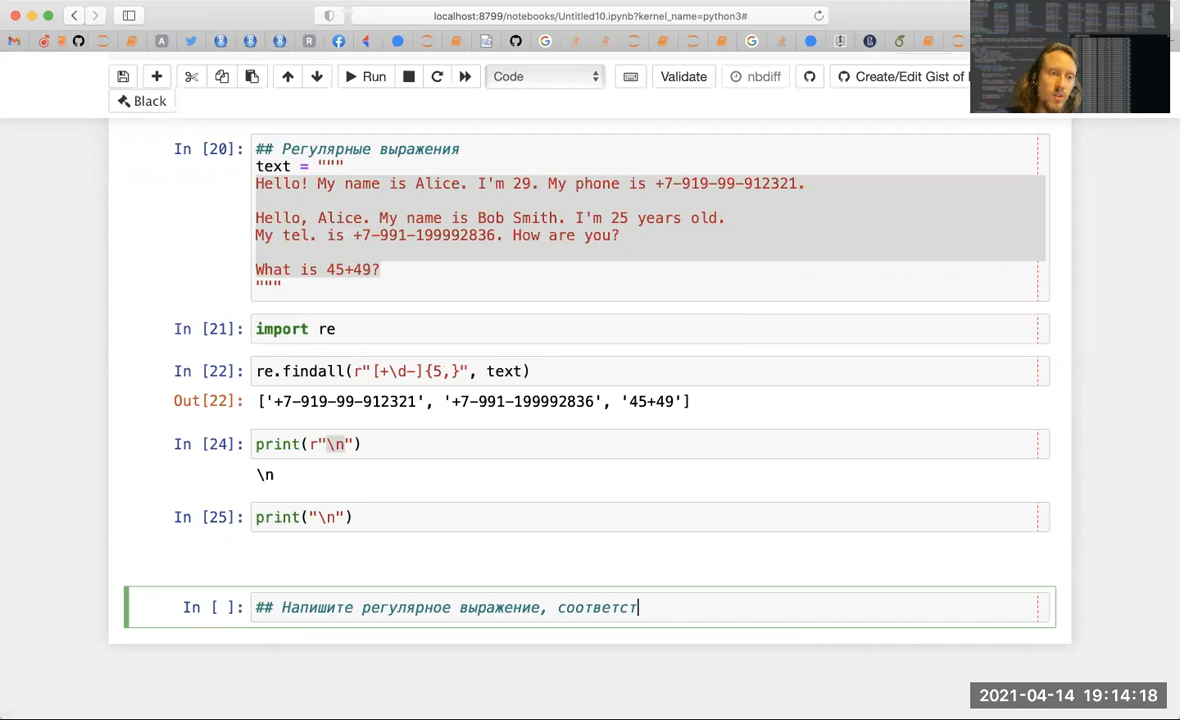 localhost:8799/notebooks/Untitled10.ipynb?kernel_name=python3#
Run
Code
Validate
nbdiff
Create/Edit Gist of
Black
In [20]:
## Регулярные выражения
text = """
Hello! My name is Alice. I'm 29. My phone is +7-919-99-912321.
Hello, Alice. My name is Bob Smith. I'm 25 years old.
My tel. is +7-991-199992836. How are you?
What is 45+49?
"""
In [21]: import re
In [22]: re.findall(r"[+\d-]{5,}", text)
Out[22]: ['+7-919-99-912321', '+7-991-199992836', '45+49']
In [24]: print(r"\n")
\n
In [25]: print("\n")
In [ ]: ## Напишите регулярное выражение, соответст
2021-04-14 19:14:18